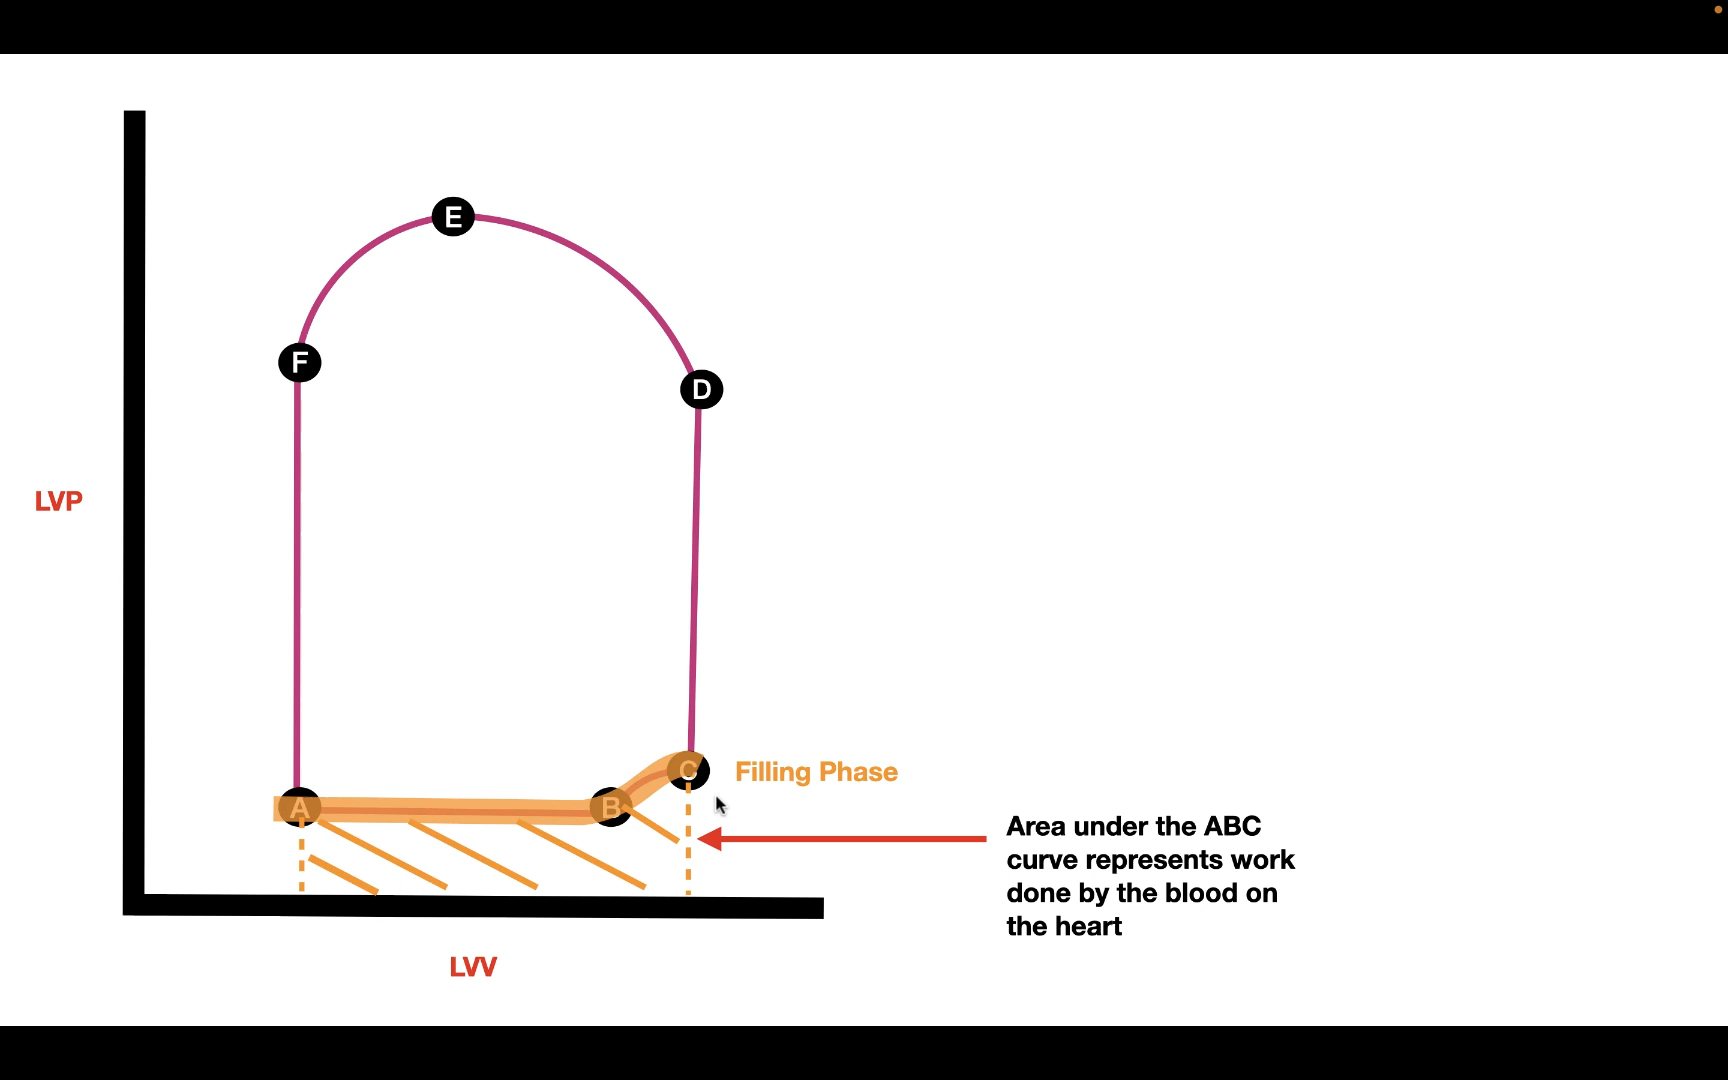 E
F
D
LVP
C
Filling Phase
A
B
Area under the ABC
curve represents work
done by the blood on
the heart
LVV